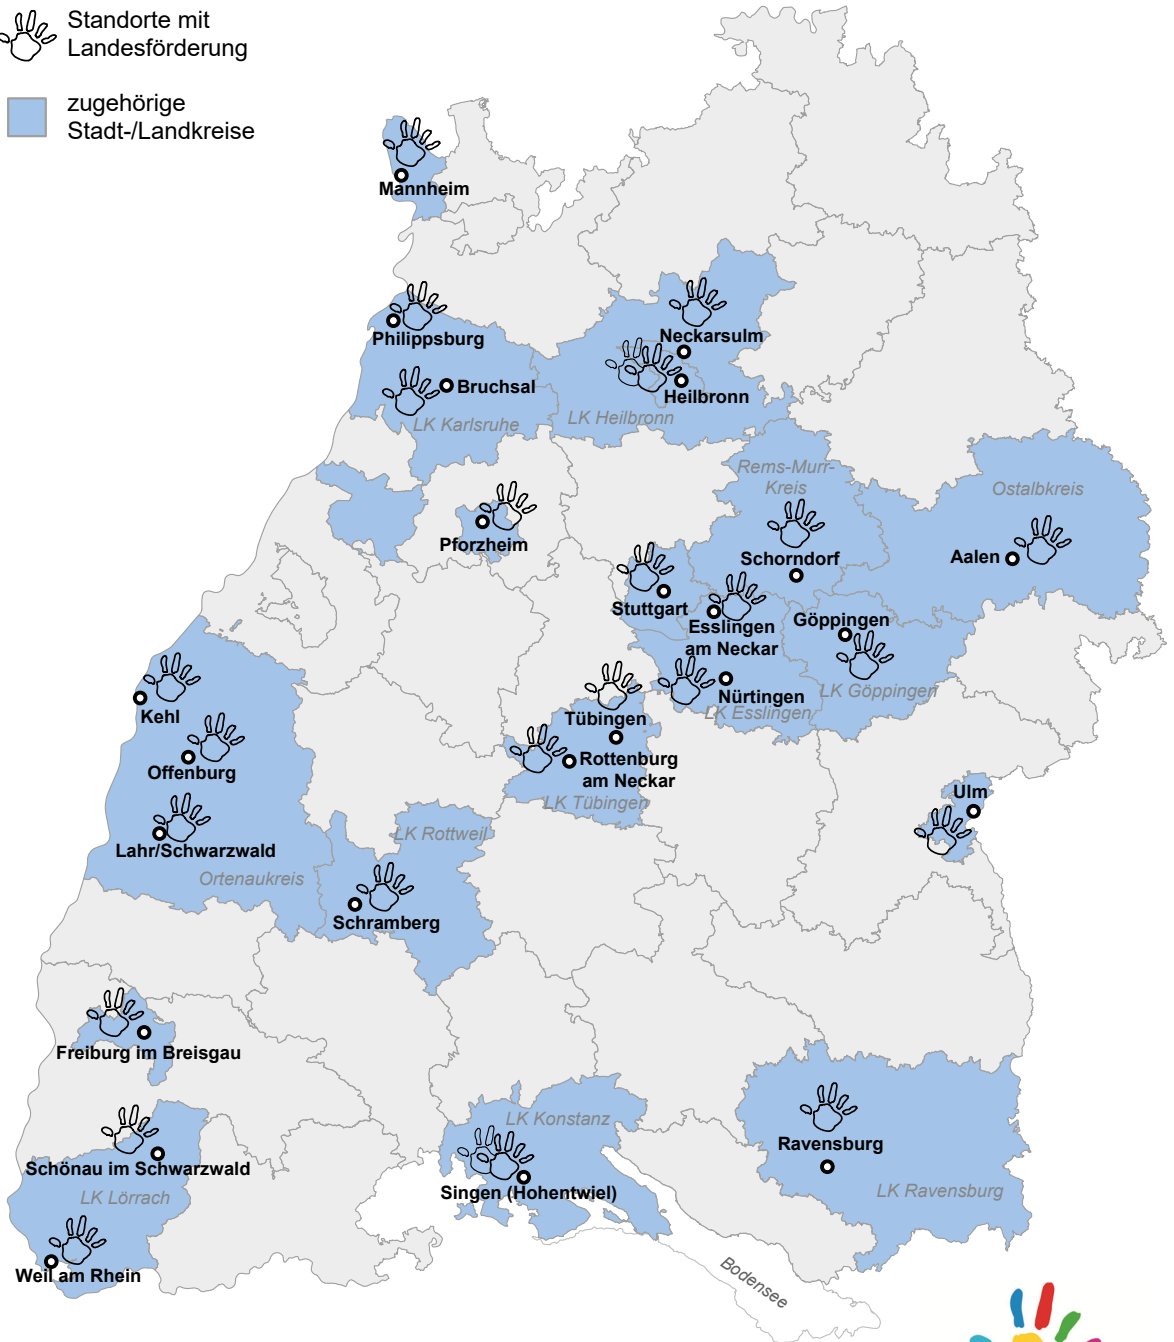 Standorte mit
Landesförderung
zugehörige
Stadt-/Landkreise
Mannheim
Philippsburg
Neckarsulm
Bruchsal
Heilbronn
LK Karlsruhe
LK Heilbronn
Rems-Murr-
Kreis
Ostalbkreis
Pforzheim
Schorndorf
Aalen
Stuttgart
Esslingen
am Neckar
Göppingen
Kehl
Nürtingen
LK Göppingen
LK Esslingen
Tübingen
Offenburg
Rottenburg
am Neckar
LK Tübingen
Ulm
LK Rottweil
Lahr/Schwarzwald
Ortenaukreis
Schramberg
Freiburg im Breisgau
LK Konstanz
Ravensburg
Schönau im Schwarzwald
LK Lörrach
Singen (Hohentwiel)
LK Ravensburg
Weil am Rhein
Bodensee